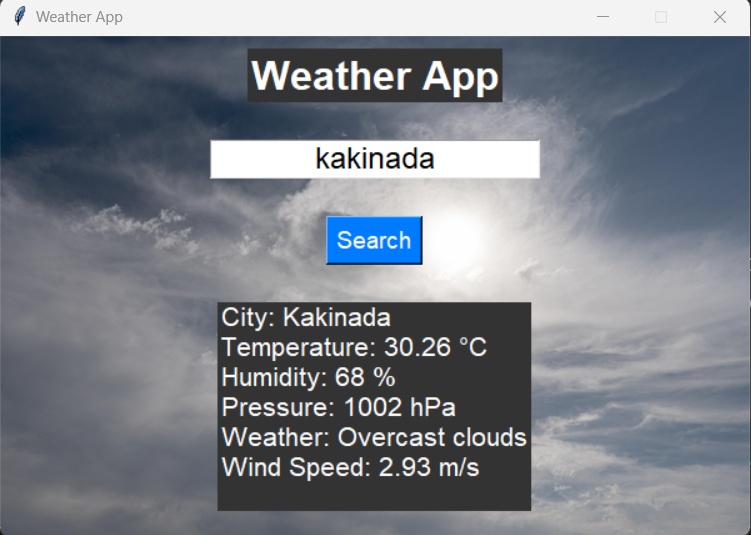 Weather App
Weather App
kakinada
Search
City: Kakinada
Temperature: 30.26 °C
Humidity: 68 %
Pressure: 1002 hPa
Weather: Overcast clouds
Wind Speed: 2.93 m/s